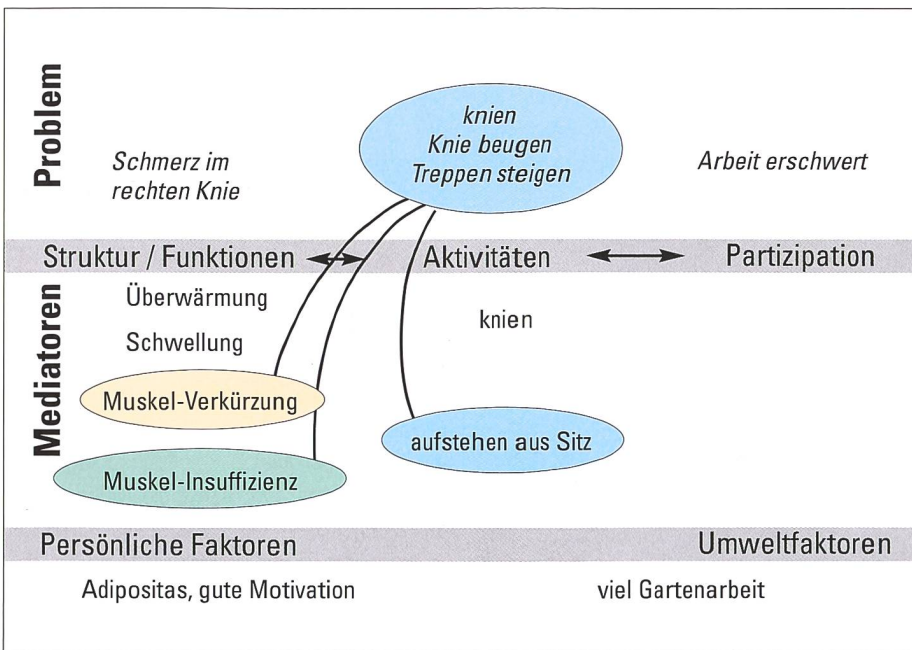 Problem
knien
Knie beugen
Treppen steigen
Schmerz im
rechten Knie
Arbeit erschwert
Struktur / Funktionen
Aktivitäten
Partizipation
Mediatoren
Überwärmung
Schwellung
knien
Muskel-Verkürzung
aufstehen aus Sitz
Muskel-Insuffizienz
Persönliche Faktoren
Umweltfaktoren
Adipositas, gute Motivation
viel Gartenarbeit